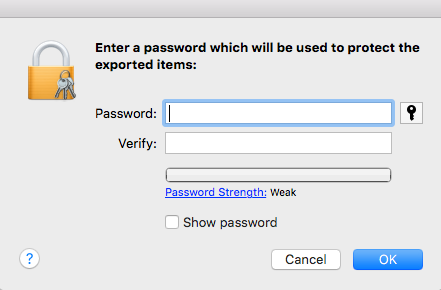 Enter a password which will be used to protect the
exported items:
Password:
Verify:
Password Strength: Weak
Show password
? Cancel OK